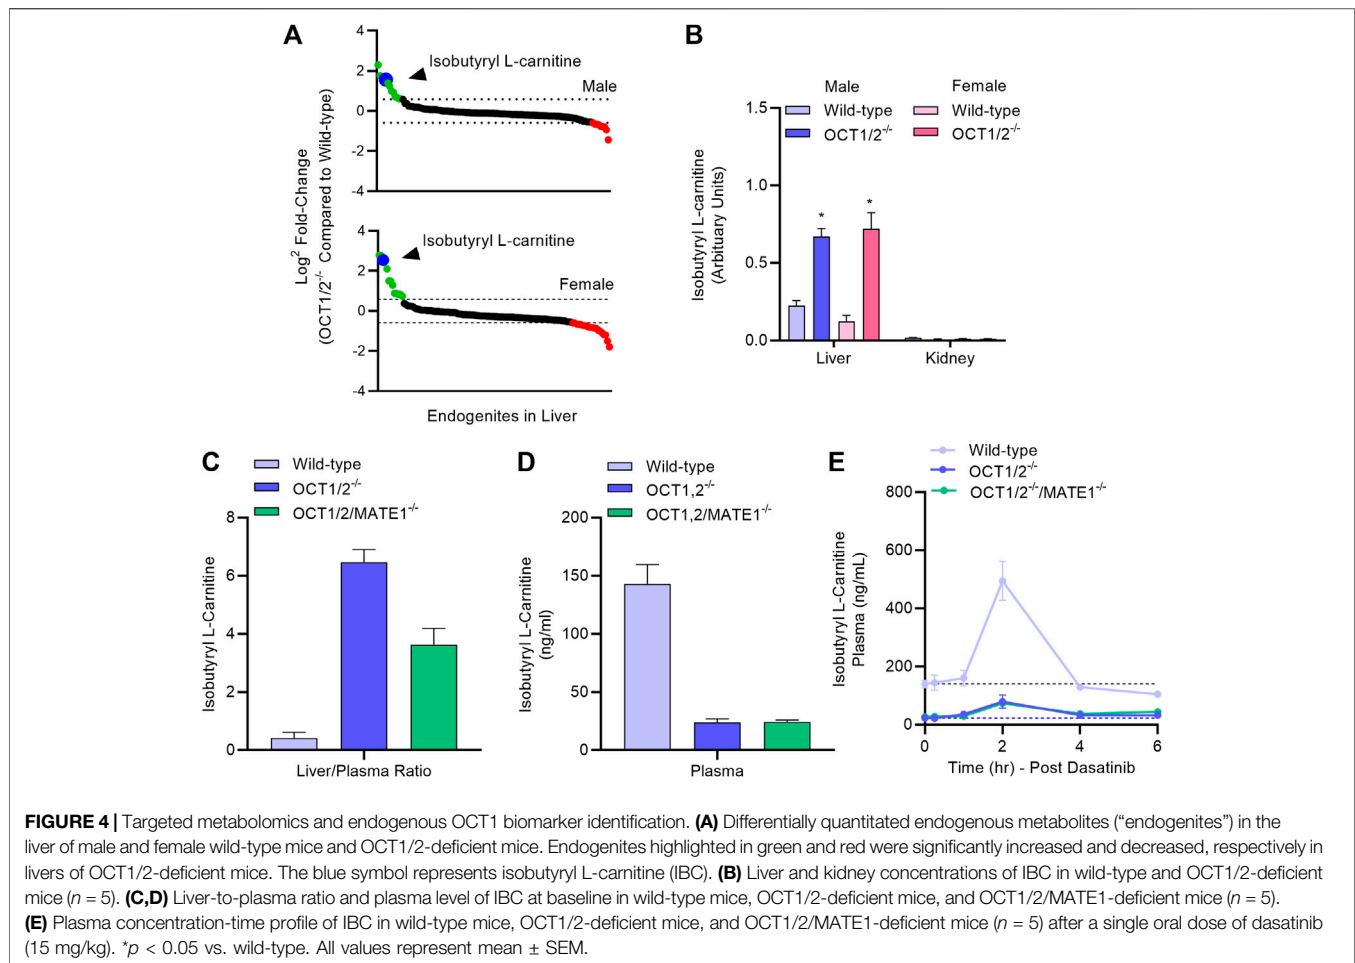 A
4
2
0
-2
-4
Isobutyryl L-carnitine
Male
4
2
0
-2
-4
Isobutyryl L-carnitine
Female
Log2 Fold-Change
(OCT1/2-/- Compared to Wild-type)
Endogenites in Liver
B
Male
Wild-type
OCT1/2-/-
Female
Wild-type
OCT1/2-/-
1.5
1.0
0.5
0.0
Isobutyryl L-carnitine
(Arbituary Units)
*
*
Liver
Kidney
C
Wild-type
OCT1/2-/-
OCT1/2/MATE1-/-
8
6
4
2
0
Isobutyryl L-Carnitine
Liver/Plasma Ratio
D
Wild-type
OCT1,2-/-
OCT1,2/MATE1-/-
200
150
100
50
0
Isobutyryl L-Carnitine
(ng/ml)
Plasma
E
Wild-type
OCT1/2-/-
OCT1/2-/-/MATE1-/-
800
600
400
200
0
Isobutyryl L-Carnitine
Plasma (ng/mL)
0 2 4 6
Time (hr) - Post Dasatinib
FIGURE 4 | Targeted metabolomics and endogenous OCT1 biomarker identification. (A) Differentially quantitated endogenous metabolites (“endogenites”) in the
liver of male and female wild-type mice and OCT1/2-deficient mice. Endogenites highlighted in green and red were significantly increased and decreased, respectively in
livers of OCT1/2-deficient mice. The blue symbol represents isobutyryl L-carnitine (IBC). (B) Liver and kidney concentrations of IBC in wild-type and OCT1/2-deficient
mice (n = 5). (C,D) Liver-to-plasma ratio and plasma level of IBC at baseline in wild-type mice, OCT1/2-deficient mice, and OCT1/2/MATE1-deficient mice (n = 5).
(E) Plasma concentration-time profile of IBC in wild-type mice, OCT1/2-deficient mice, and OCT1/2/MATE1-deficient mice (n = 5) after a single oral dose of dasatinib
(15 mg/kg). *p < 0.05 vs. wild-type. All values represent mean ± SEM.